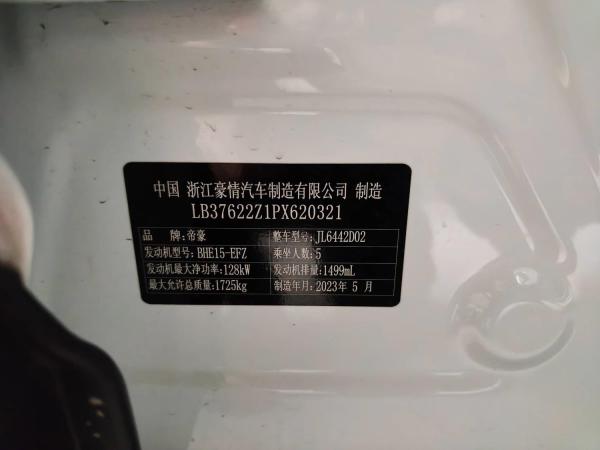 中国 浙江豪情汽车制造有限公司 制造
LB37622Z1PX620321
品 牌:帝豪 整车型号:JL6442D02
发动机型号:BHE15-EFZ 乘坐人数:5
发动机最大净功率:128kW 发动机排量:1499mL
最大允许总质量:1725kg 制造年月:2023年 5 月